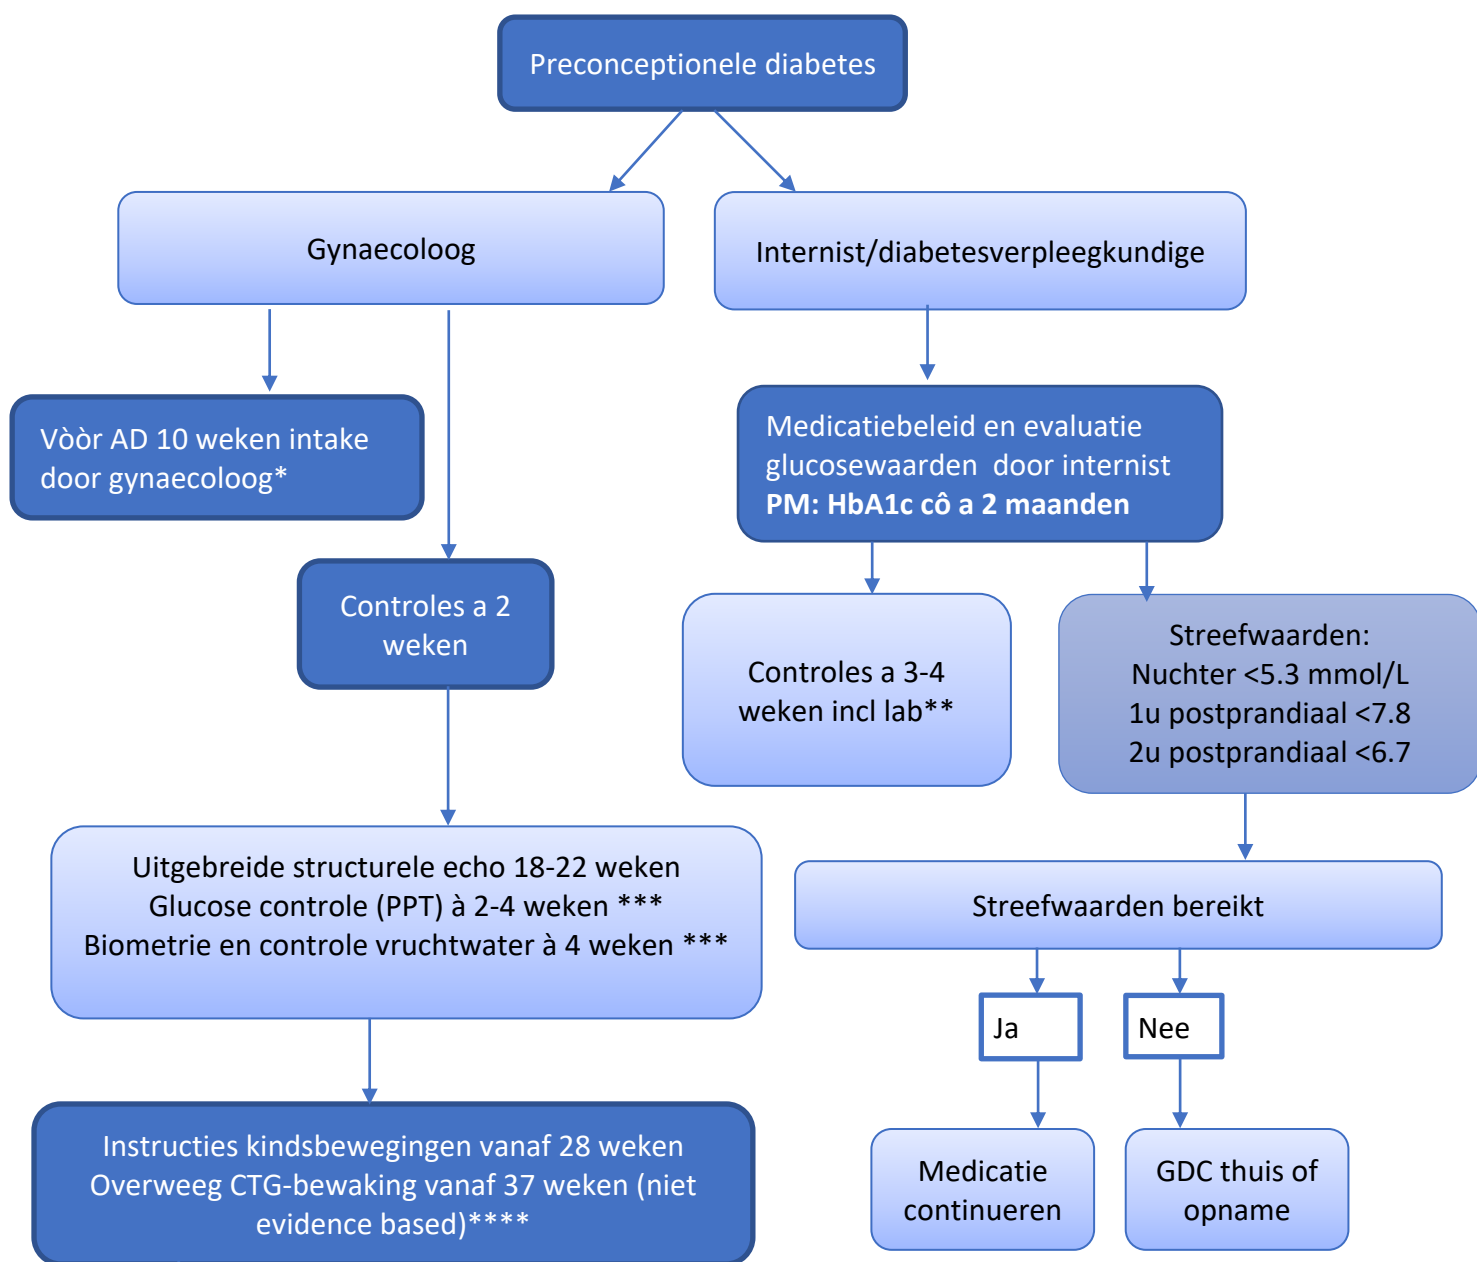 Preconceptionele diabetes
Gynaecoloog
Internist/diabetesverpleegkundige
Vòòr AD 10 weken intake
door gynaecoloog*
Medicatiebeleid en evaluatie
glucosewaarden  door internist
PM: HbA1c cô a 2 maanden
Controles a 2
weken
Controles a 3-4
weken incl lab**
Streefwaarden:
Nuchter <5.3 mmol/L
1u postprandiaal <7.8
2u postprandiaal <6.7
Uitgebreide structurele echo 18-22 weken
Glucose controle (PPT) à 2-4 weken ***
Biometrie en controle vruchtwater à 4 weken ***
Streefwaarden bereikt
Ja
Nee
Instructies kindsbewegingen vanaf 28 weken
Overweeg CTG-bewaking vanaf 37 weken (niet
evidence based)****
Medicatie
continueren
GDC thuis of
opname